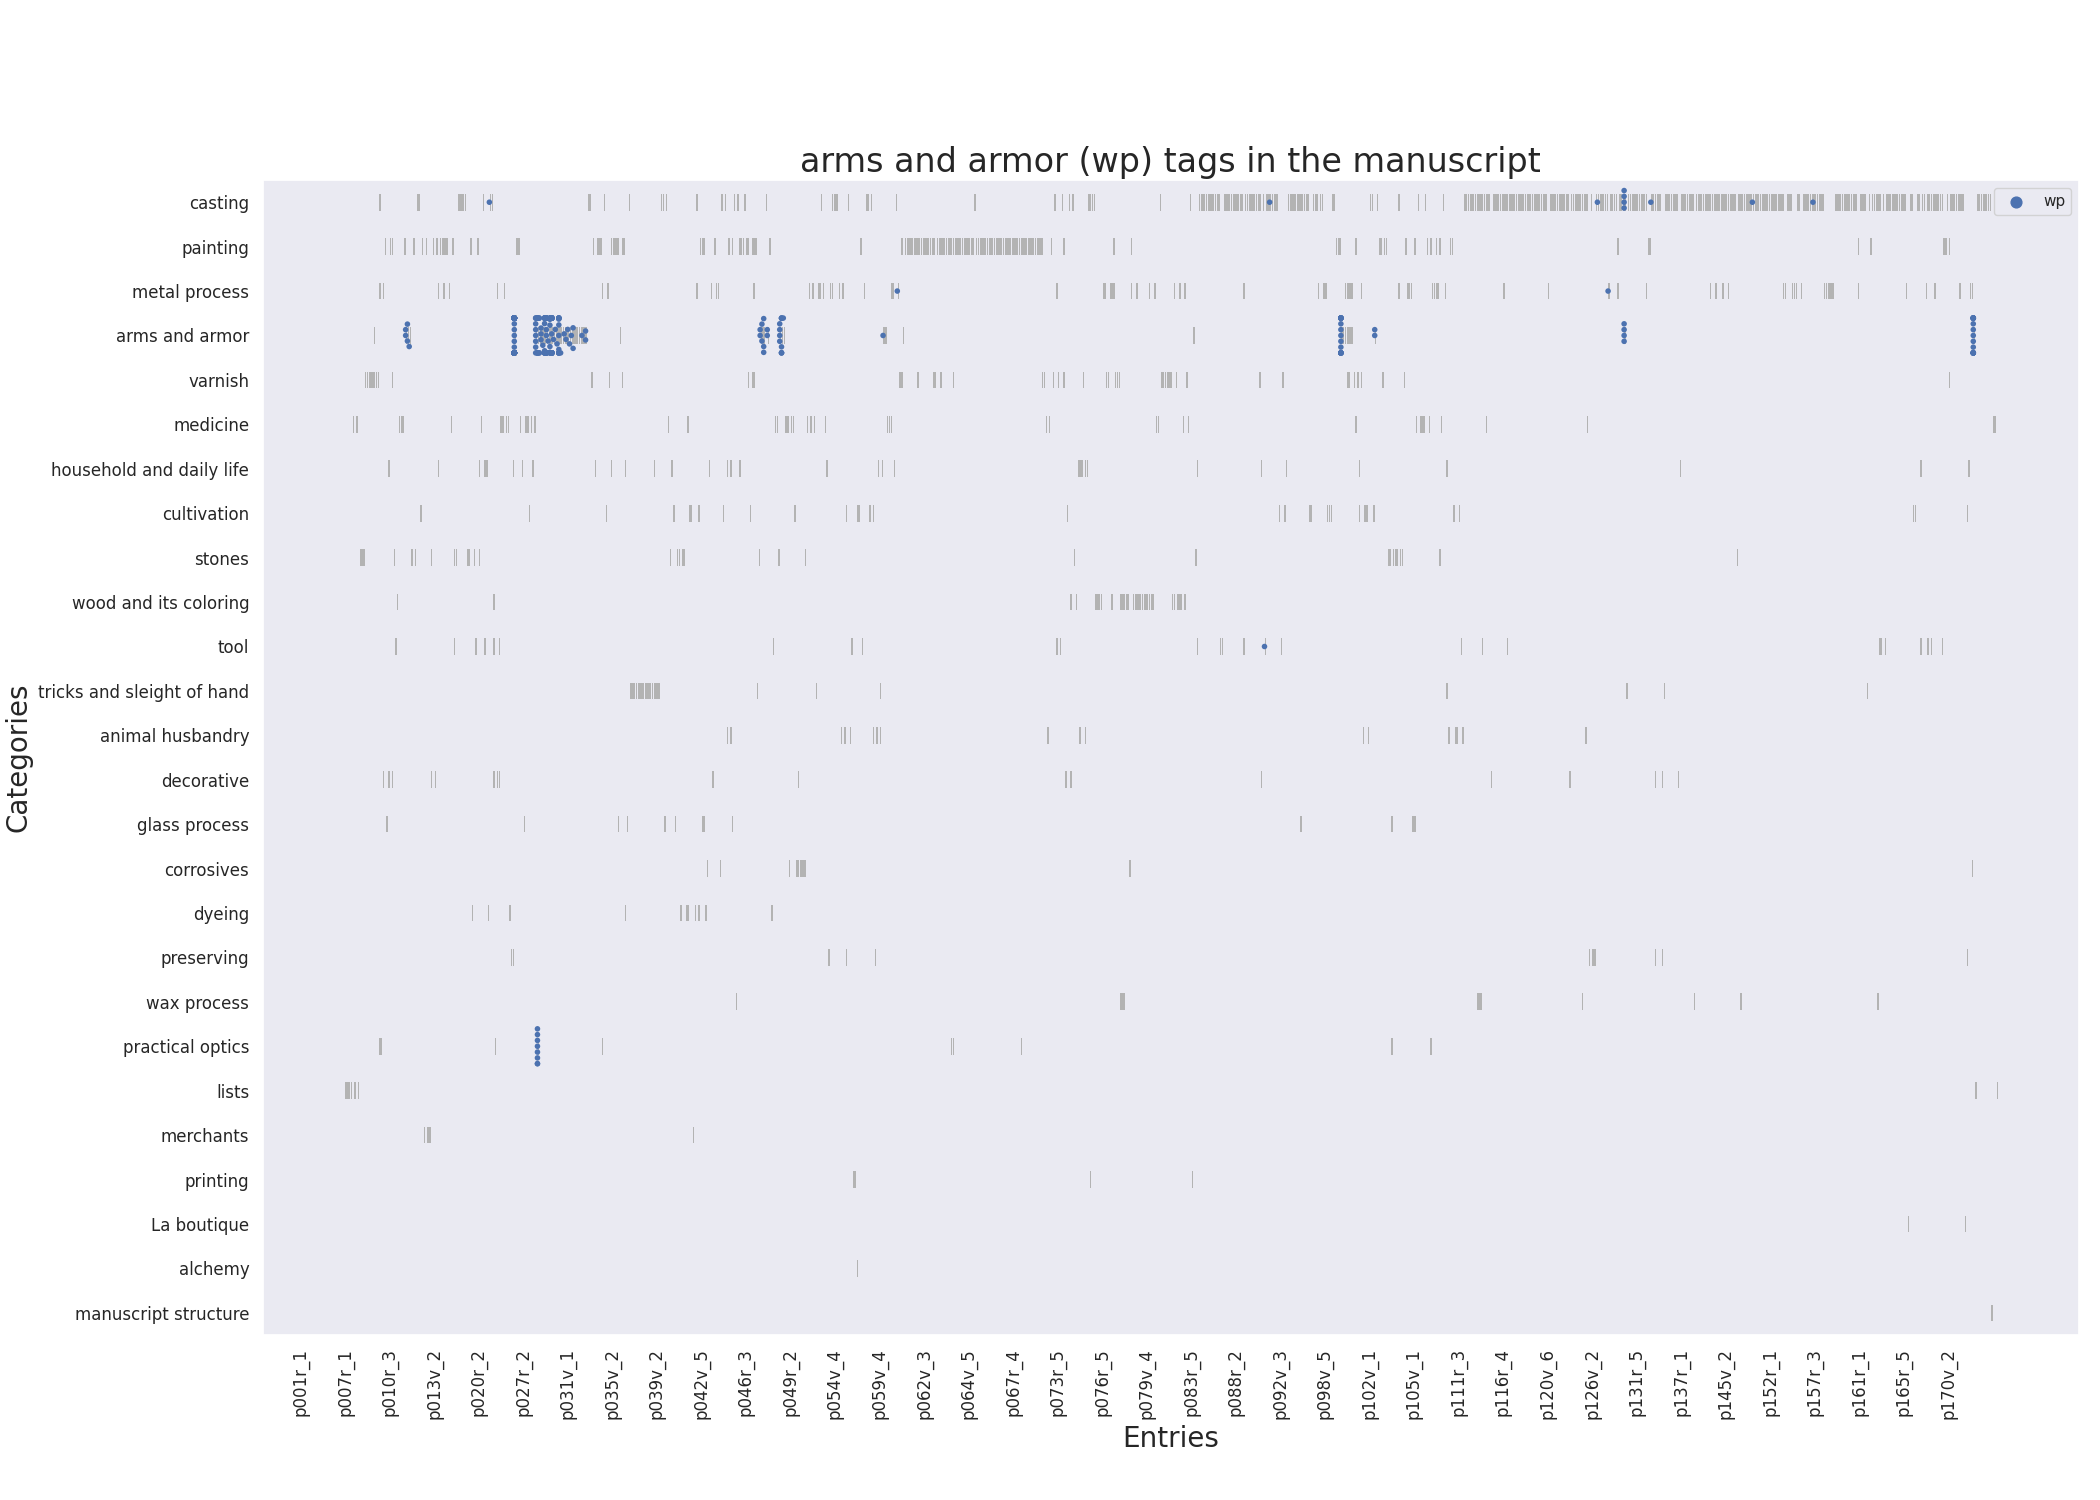 arms and armor (wp) tags in the manuscript
wp
Categories
casting
painting
metal process
arms and armor
varnish
medicine
household and daily life
cultivation
stones
wood and its coloring
tool
tricks and sleight of hand
animal husbandry
decorative
glass process
corrosives
dyeing
preserving
wax process
practical optics
lists
merchants
printing
La boutique
alchemy
manuscript structure
p001r_1
p007r_1
p010r_3
p013v_2
p020r_2
p027r_2
p031v_1
p035v_2
p039v_2
p042v_5
p046r_3
p049r_2
p054v_4
p059v_4
p062v_3
p064v_5
p067r_4
p073r_5
p076r_5
p079v_4
p083r_5
p088r_2
p092v_3
p098v_5
p102v_1
p105v_1
p111r_3
p116r_4
p120v_6
p126v_2
p131r_5
p137r_1
p145v_2
p152r_1
p157r_3
p161r_1
p165r_5
p170v_2
Entries